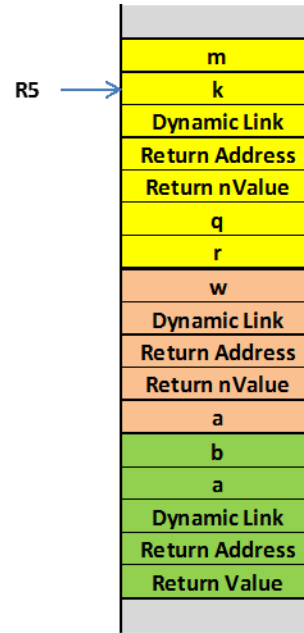 m
R5
k
Dynamic Link
Return Address
Return nValue
q
r
w
Dynamic Link
Return Address
Return nValue
a
b
a
Dynamic Link
Return Address
Return Value